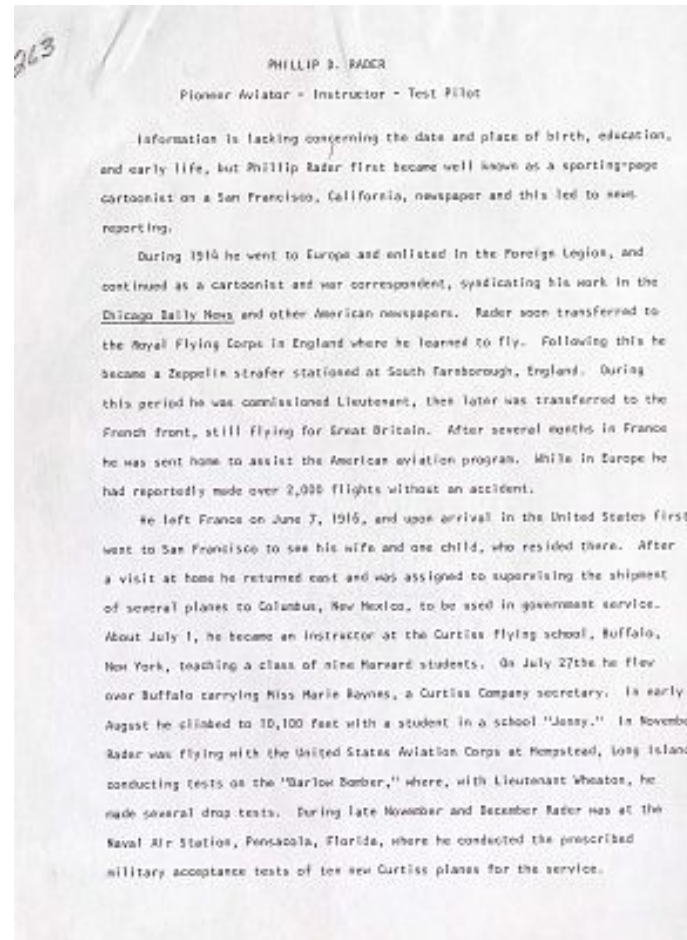 263
PHILLIP D. RADER
Pioneer Aviator - Instructor - Test Pilot
Information is lacking concerning the date and place of birth, education,
and early life, but Phillip Rader first became well known as a sporting-page
cartoonist on a San Francisco, California, newspaper and this led to news
reporting.
During 1914 he went to Europe and enlisted in the Foreign Legion, and
continued as a cartoonist and war correspondent, syndicating his work in the
Chicago Daily News and other American newspapers. Rader soon transferred to
the Royal Flying Corps in England where he learned to fly. Following this he
became a Zeppelin strafer stationed at South Farnborough, England. During
this period he was commissioned Lieutenant, then later was transferred to the
French front, still flying for Great Britain. After several months in France
he was sent home to assist the American aviation program. While in Europe he
had reportedly made over 2,000 flights without an accident.
He left France on June 7, 1916, and upon arrival in the United States first
went to San Francisco to see his wife and one child, who resided there. After
a visit at home he returned east and was assigned to supervising the shipment
of several planes to Columbus, New Mexico, to be used in government service.
About July 1, he became an instructor at the Curtiss flying school, Buffalo,
New York, teaching a class of nine Harvard students. On July 27the he flew
over Buffalo carrying Miss Marie Baynes, a Curtiss Company secretary. In early
August he climbed to 10,100 feet with a student in a school "Jenny." In Novembe
Rader was flying with the United States Aviation Corps at Hempstead, Long Island
conducting tests on the "Barlow Bomber," where, with Lieutenant Wheaton, he
made several drop tests. During late November and December Rader was at the
Naval Air Station, Pensacola, Florida, where he conducted the prescribed
military acceptance tests of ten new Curtiss planes for the service.